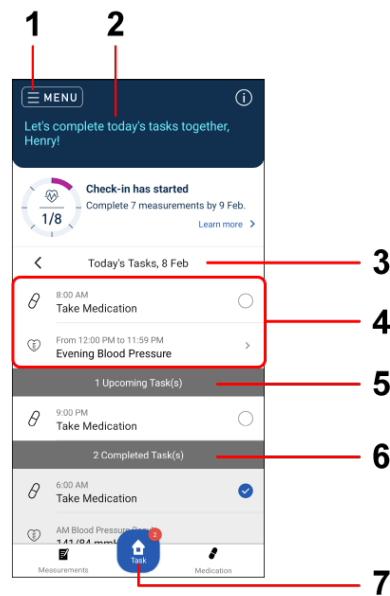 1 2
MENU
Let's complete today's tasks together,
Henry!
Check-in has started
Complete 7 measurements by 9 Feb.
1/8
Learn more
Today's Tasks, 8 Feb
3
8:00 AM
Take Medication
4
From 12:00 PM to 11:59 PM
Evening Blood Pressure
1 Upcoming Task(s)
5
9:00 PM
Take Medication
2 Completed Task(s)
6
6:00 AM
Take Medication
AM Blood Pressure
141/84 mmH
2
Measurements
Task
Medication
7